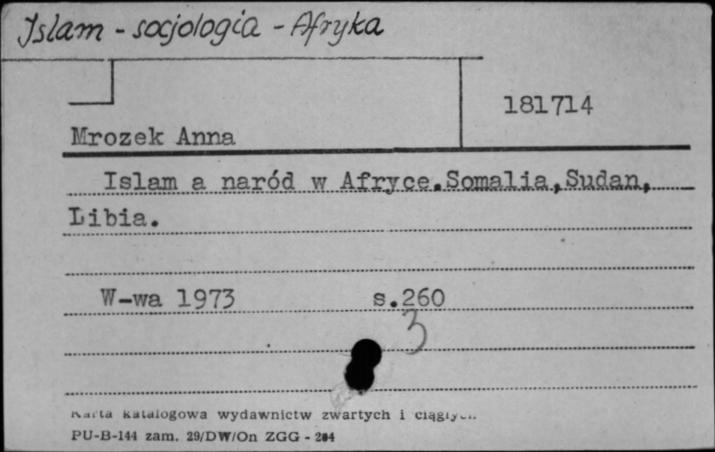 Islam - socjologia - Afryka
181714
Mrozek Anna
Islam a naród w Afryce.Somalia,Sudan,
Libia.
W-wa 1973 s.260
3
Karta katalogowa wydawnictw zwartych i ciągłych
PU-B-144 zam. 29/DW/On ZGG - 204